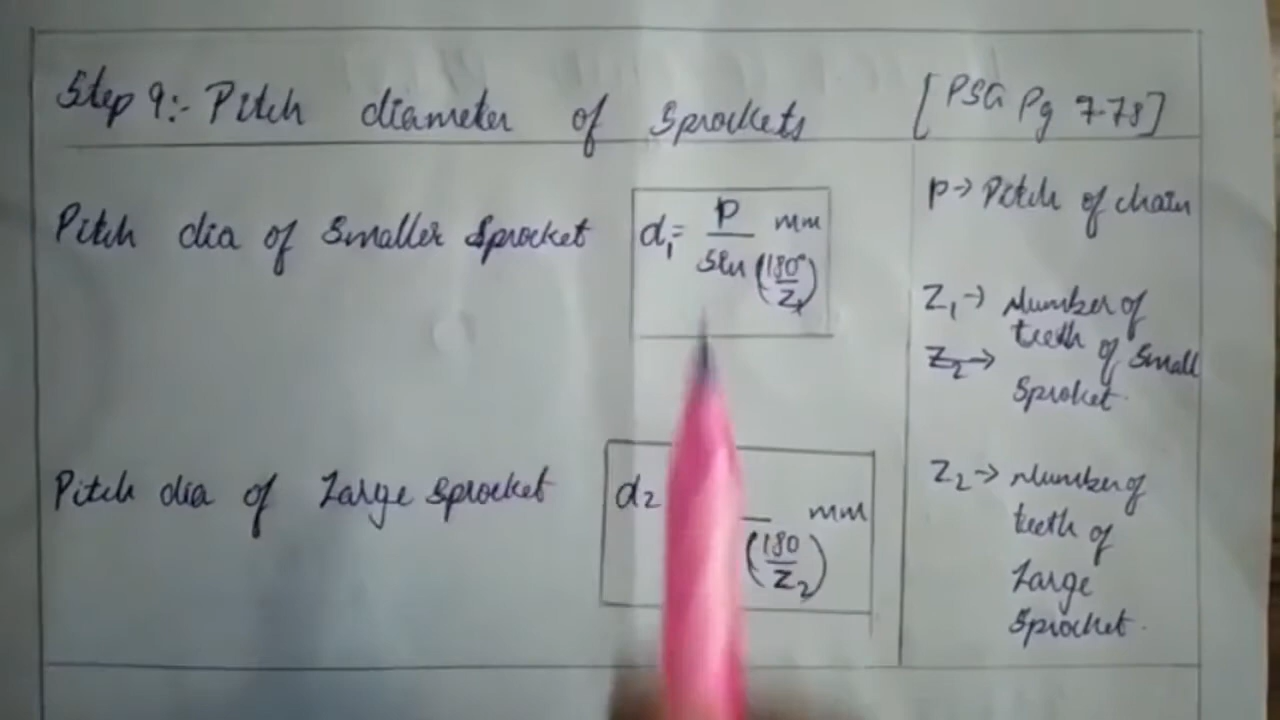 Step 9:- Pitch diameter of Sprockets [PSG Pg 7.78]
Pitch dia of Smaller Sprocket d₁ = p / sin (180° / Z₁) mm
Pitch dia of Large Sprocket d₂ (180 / Z₂) mm
P → Pitch of chain
Z₁ → Number of
teeth of Small
Z₂ →
Sproket.
Z₂ → Number of
teeth of
Large
Sprocket.